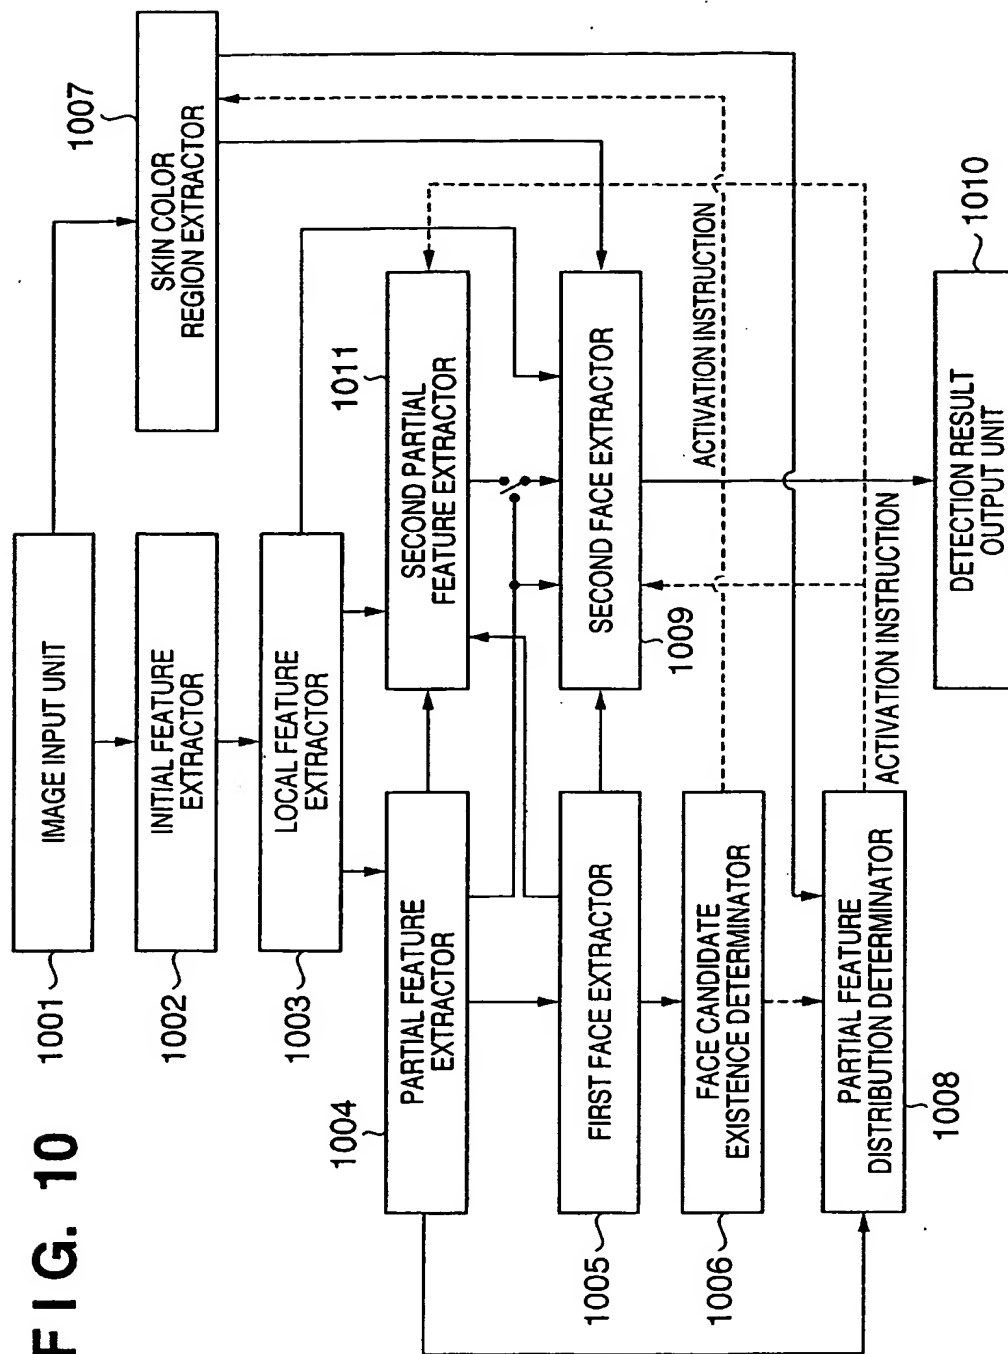 FIG. 10
1001
IMAGE INPUT UNIT
1002
INITIAL FEATURE
EXTRACTOR
1003
LOCAL FEATURE
EXTRACTOR
1007
SKIN COLOR
REGION EXTRACTOR
1004
PARTIAL FEATURE
EXTRACTOR
1011
SECOND PARTIAL
FEATURE EXTRACTOR
1005
FIRST FACE EXTRACTOR
SECOND FACE EXTRACTOR
1009
1006
FACE CANDIDATE
EXISTENCE DETERMINATOR
ACTIVATION INSTRUCTION
PARTIAL FEATURE
DISTRIBUTION DETERMINATOR
1008
ACTIVATION INSTRUCTION
1010
DETECTION RESULT
OUTPUT UNIT